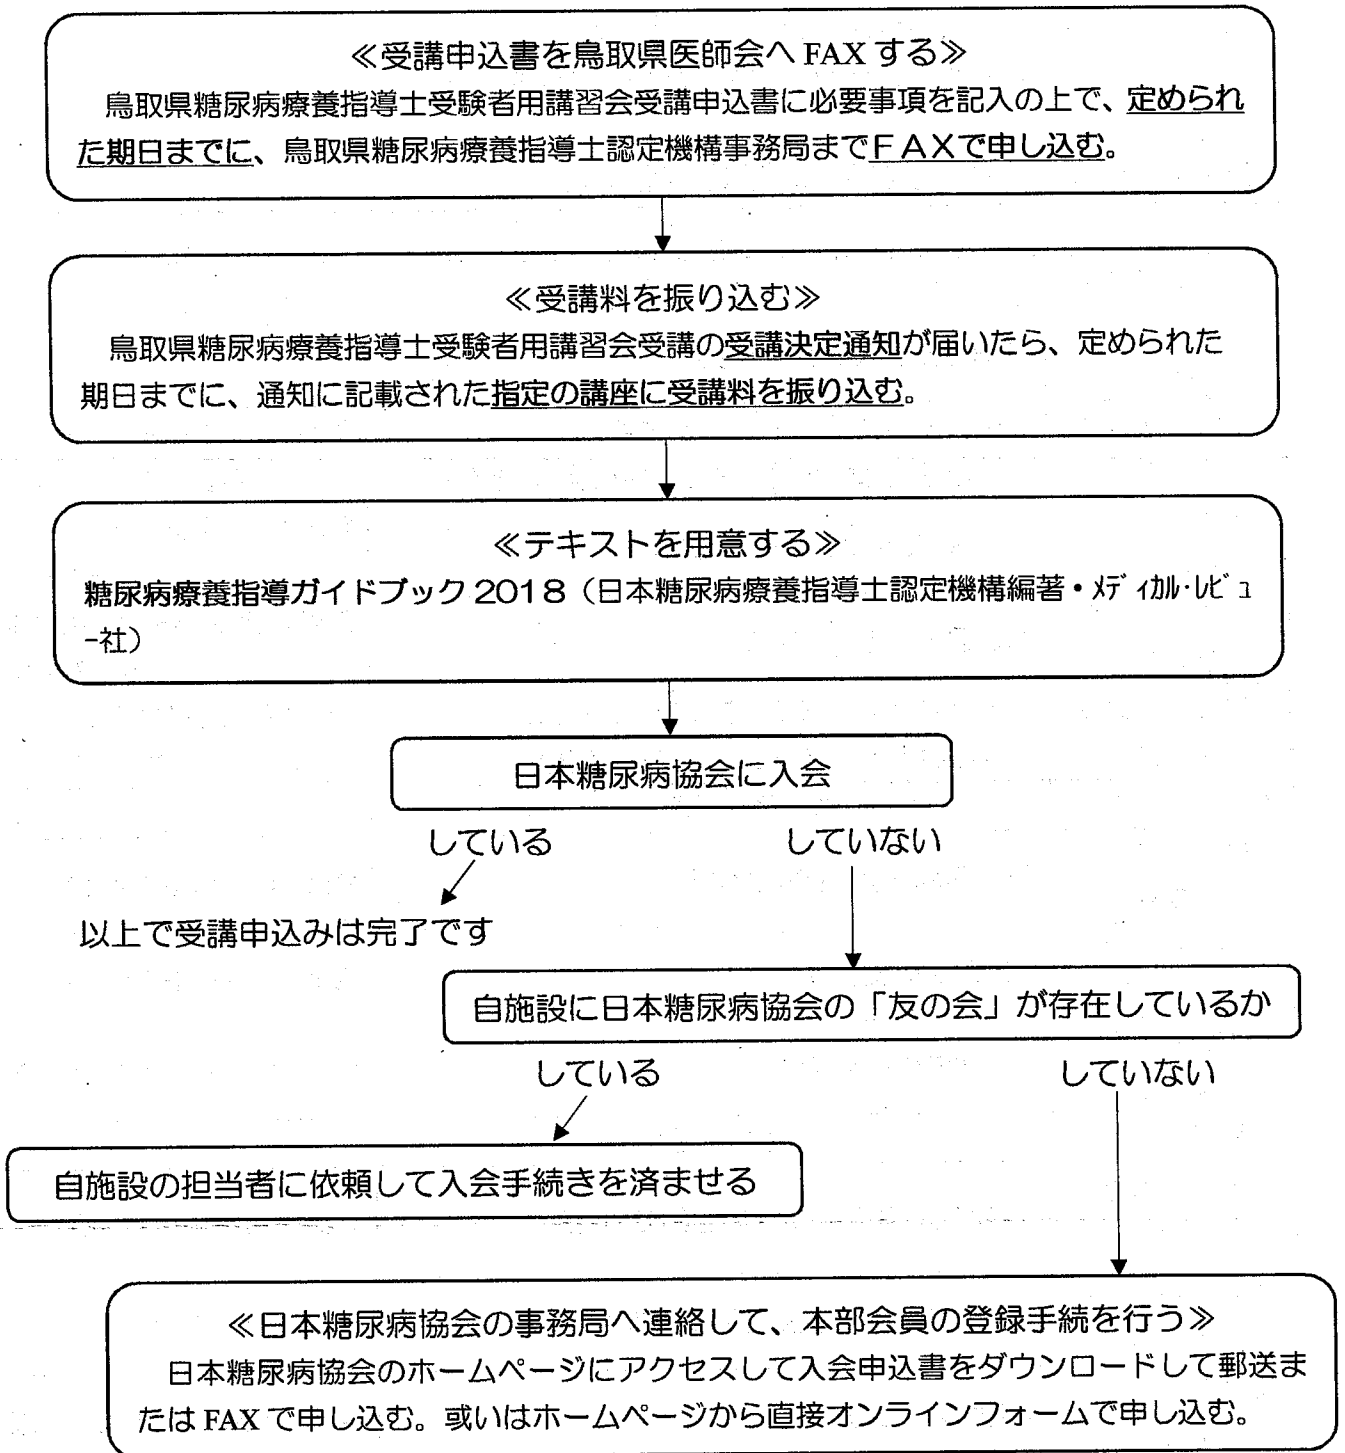 ≪受講申込書を鳥取県医師会へ FAX する≫
鳥取県糖尿病療養指導士受験者用講習会受講申込書に必要事項を記入の上で、定められ
た期日までに、鳥取県糖尿病療養指導士認定機構事務局までＦＡＸで申し込む。
≪受講料を振り込む≫
鳥取県糖尿病療養指導士受験者用講習会受講の受講決定通知が届いたら、定められた
期日までに、通知に記載された指定の講座に受講料を振り込む。
≪テキストを用意する≫
糖尿病療養指導ガイドブック 2018（日本糖尿病療養指導士認定機構編著・ﾒﾃﾞｨｶﾙ･ﾚﾋﾞｭ
-社）
日本糖尿病協会に入会
している していない
以上で受講申込みは完了です
自施設に日本糖尿病協会の「友の会」が存在しているか
している していない
自施設の担当者に依頼して入会手続きを済ませる
≪日本糖尿病協会の事務局へ連絡して、本部会員の登録手続を行う≫
日本糖尿病協会のホームページにアクセスして入会申込書をダウンロードして郵送ま
たは FAX で申し込む。或いはホームページから直接オンラインフォームで申し込む。